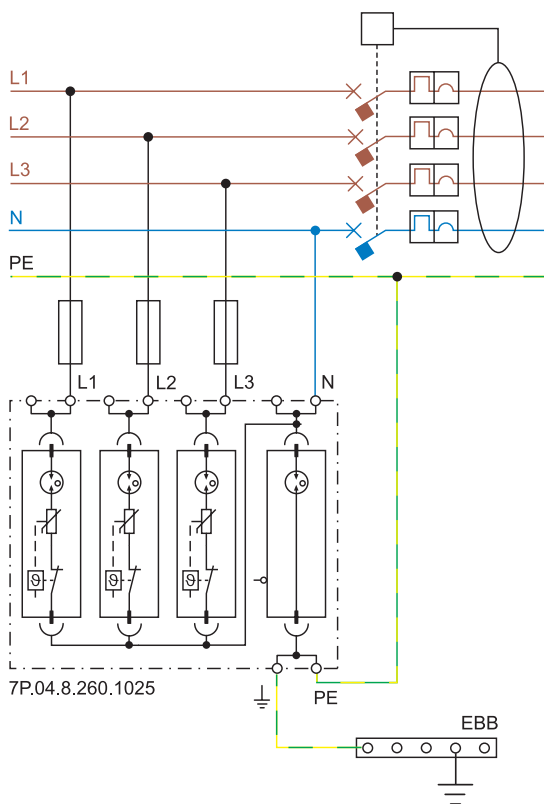 L1
L2
L3
N
PE
L1 L2 L3 N
ϑ ϑ ϑ
7P.04.8.260.1025
PE
EBB